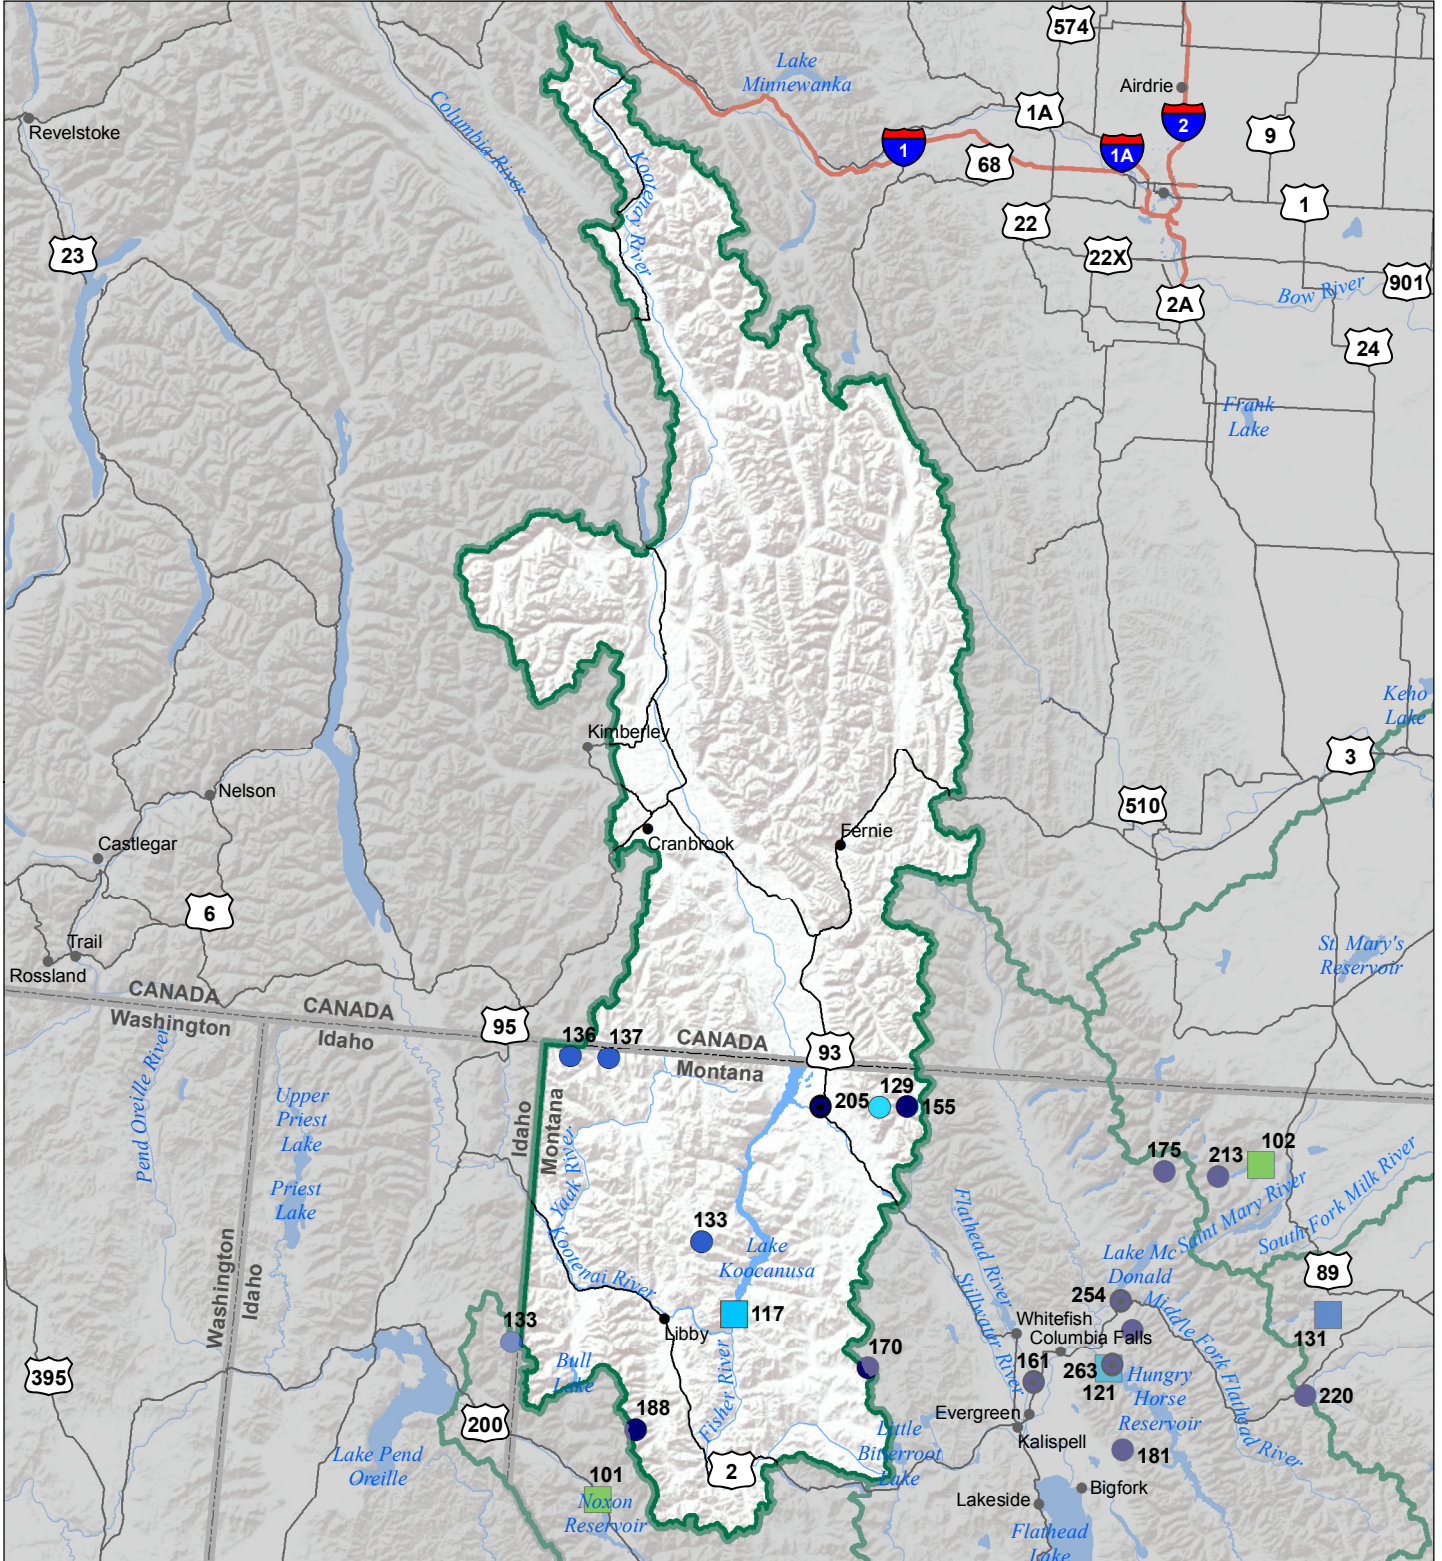 574
Lake
Minnewanka
Airdrie
1A
2
9
Columbia River
Revelstoke
1
1A
68
Kootenay River
1
22
22X
23
901
Bow River
2A
24
Frank
Lake
Keho
Lake
Kimberley
3
Nelson
510
Fernie
Cranbrook
Castlegar
6
Trail
St. Mary's
Reservoir
Rossland
CANADA
CANADA
Washington
95
Idaho
136
137
CANADA
93
Montana
Pend Oreille River
Upper
Priest
Lake
129
205
155
Idaho
Montana
Yaak River
175
213
102
Priest
Lake
Flathead River
Saint Mary River
South Fork Milk River
133
Lake
Koocanusa
Washington
Idaho
Kootenai River
Lake Mc
Donald
89
Stillwater River
254
Middle Fork Flathead River
117
Whitefish
133
Libby
Columbia Falls
131
Bull
Lake
Fisher River
170
161
263
121
Hungry
Horse
Reservoir
395
220
188
200
Evergreen
Little
Bitterroot
Lake
Kalispell
181
Lake Pend
Oreille
101
2
Bigfork
Noxon
Reservoir
Lakeside
Flathead
Lake